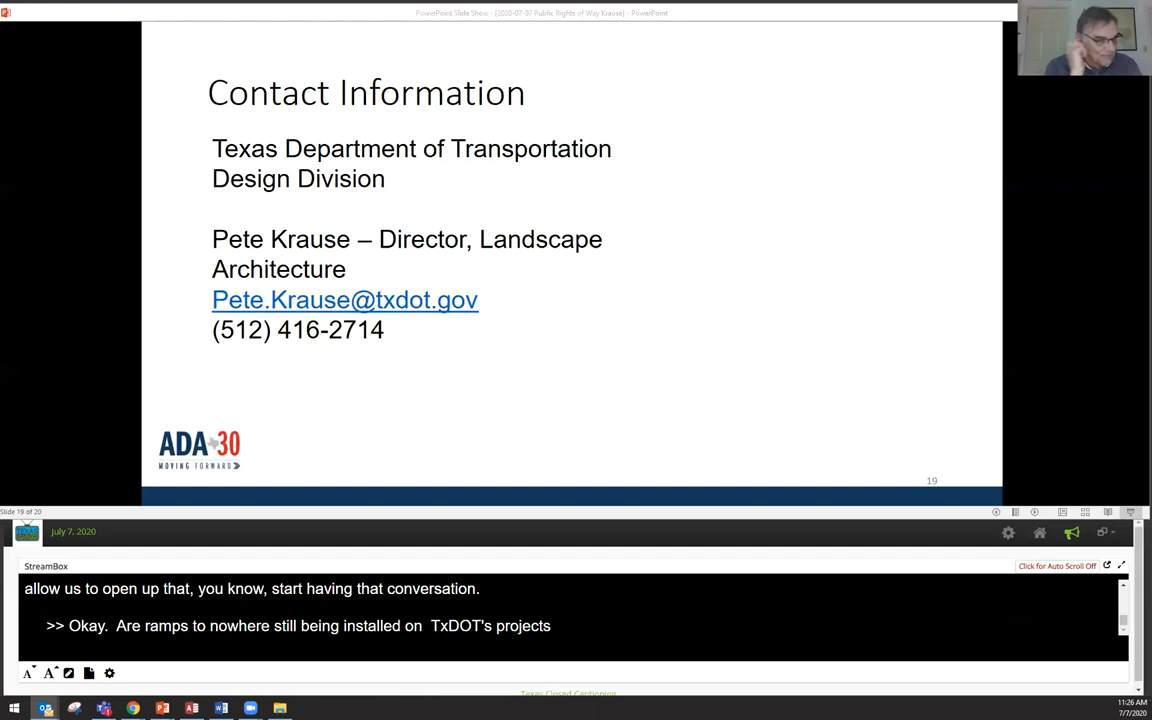 PowerPoint Slide Show - [2020-07-07 Public Rights of Way Krause] - PowerPoint
Contact Information
Texas Department of Transportation
Design Division
Pete Krause – Director, Landscape
Architecture
Pete.Krause@txdot.gov
(512) 416-2714
ADA 30
MOVING FORWARD
19
Slide 19 of 20
TEXAS
July 7, 2020
StreamBox
Click for Auto Scroll Off
allow us to open up that, you know, start having that conversation.
>> Okay.  Are ramps to nowhere still being installed on  TxDOT's projects
A A
Texas Closed Captioning
11:26 AM
7/7/2020